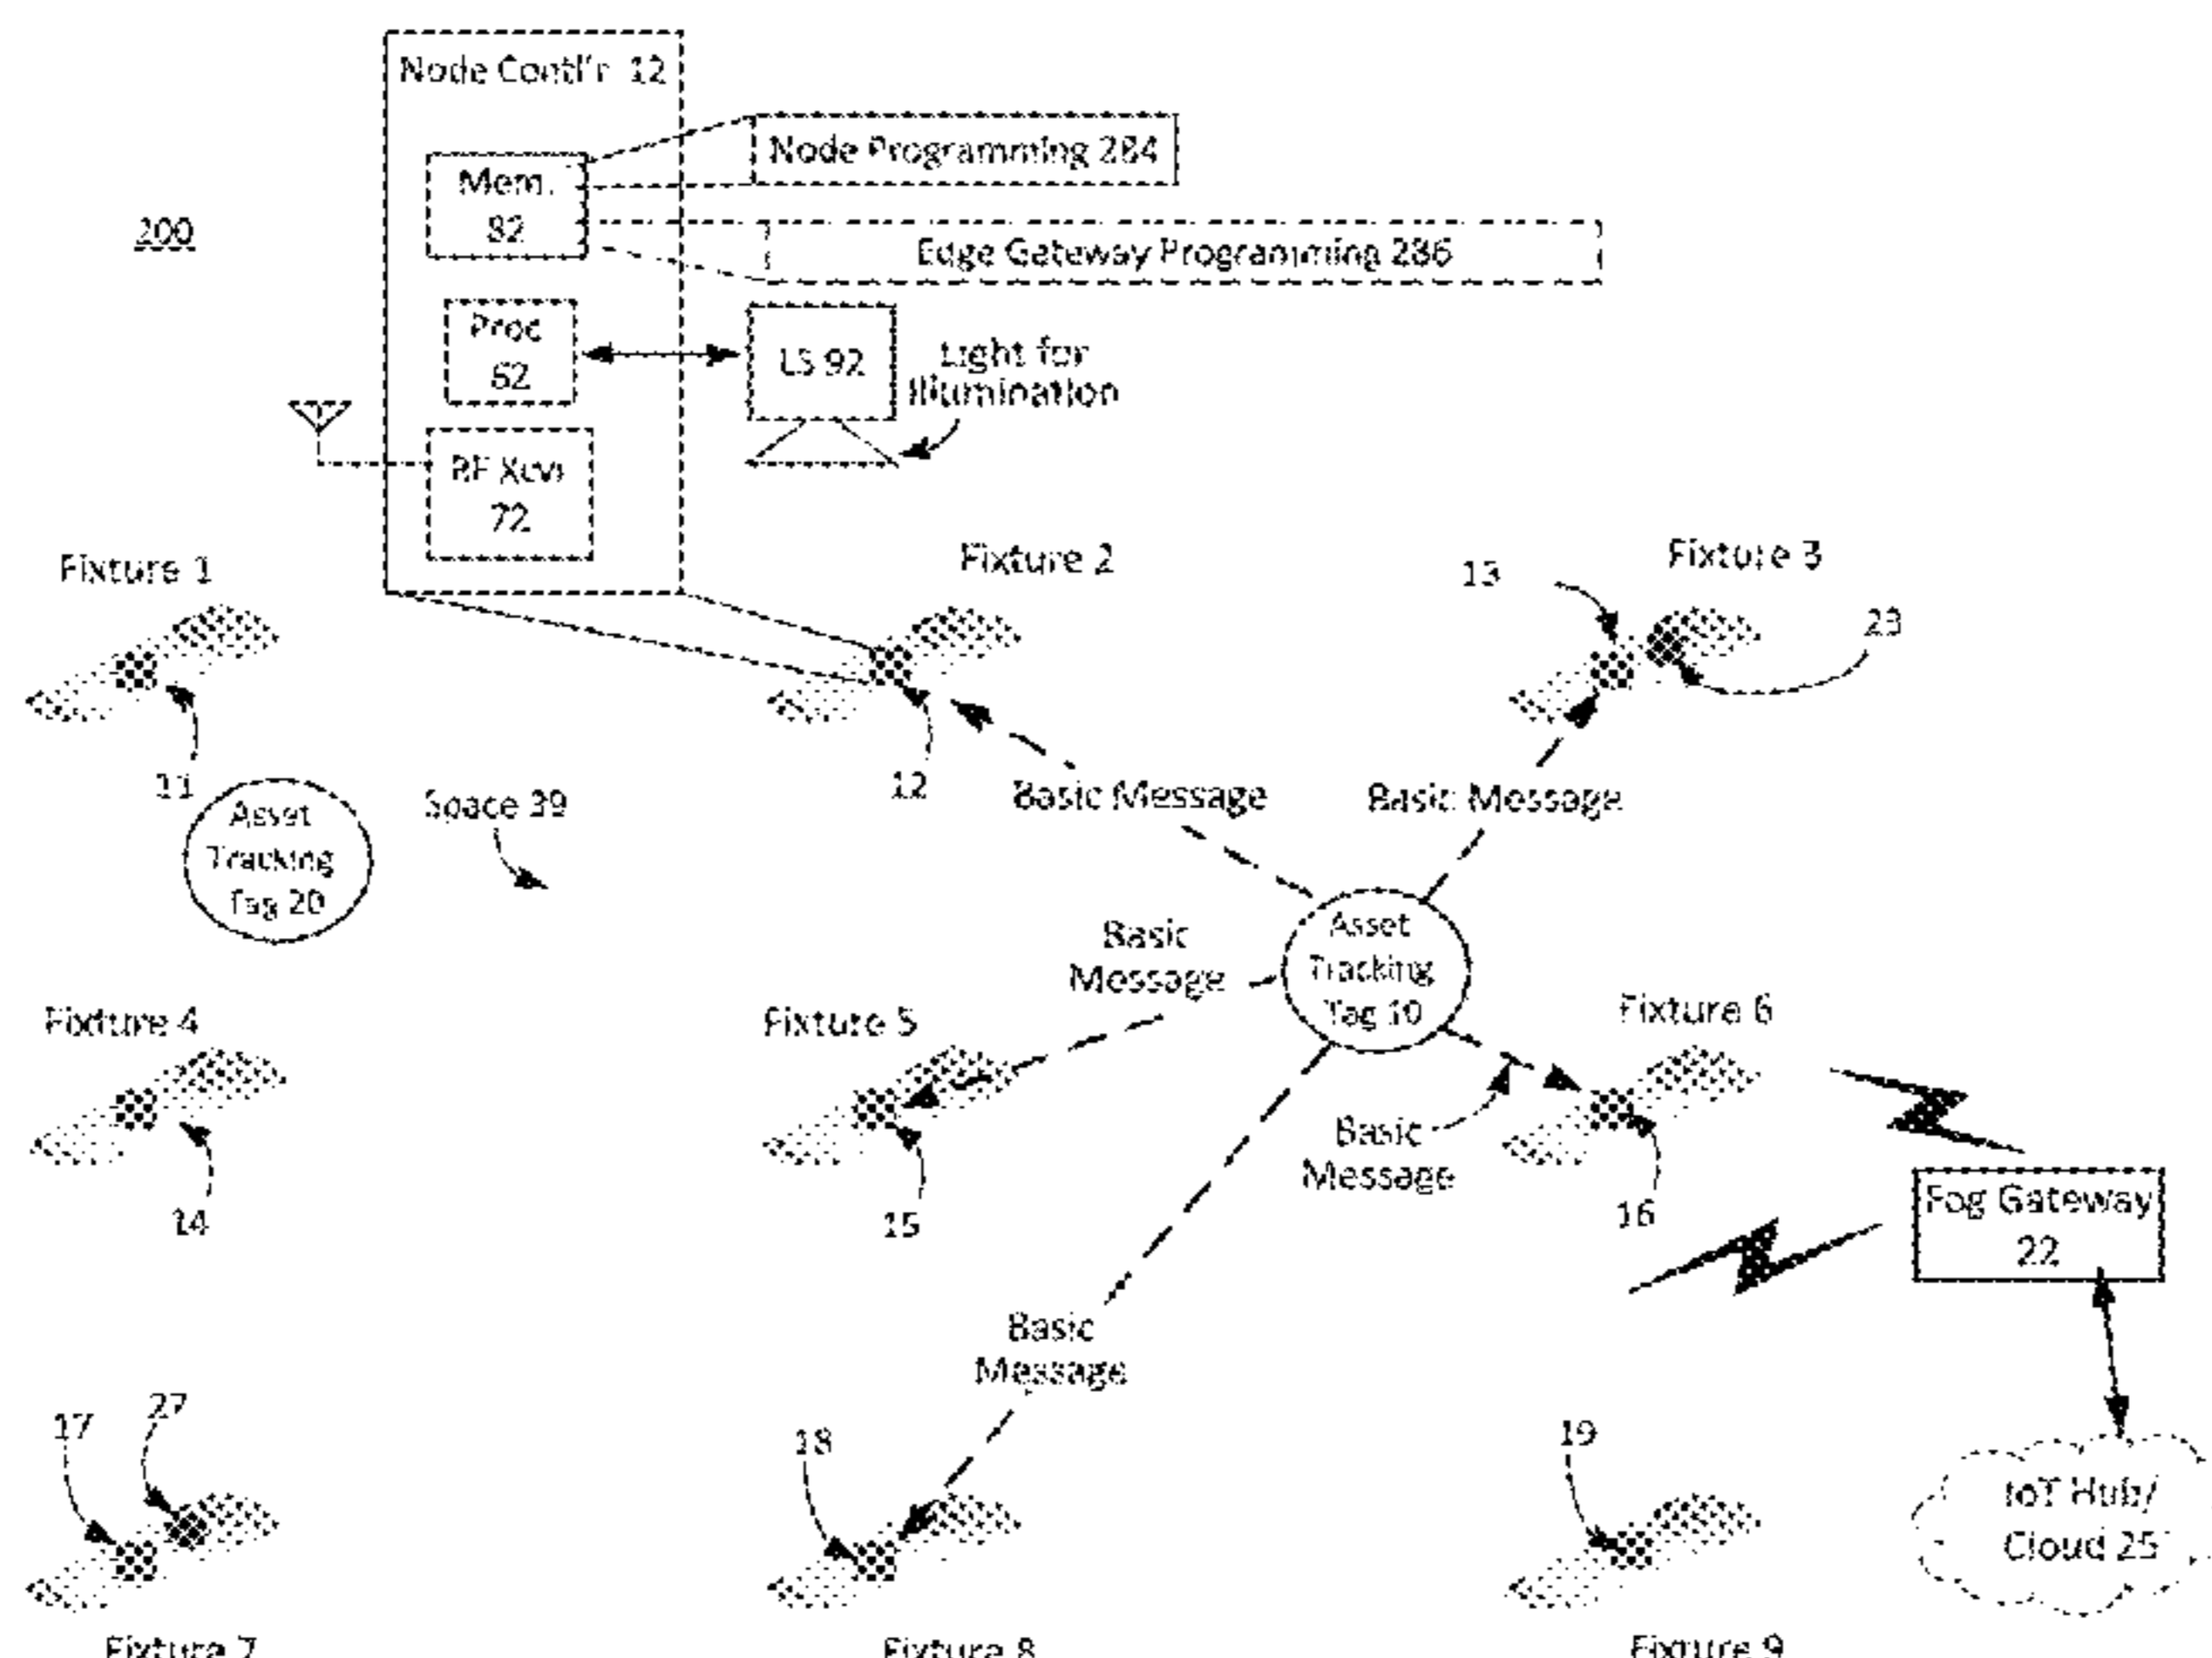 200
Node Contl'r 12
Mem.
82
Node Programming 284
Edge Gateway Programming 286
Proc
62
LS 92
Light for
Illumination
RF Xcvr
72
Fixture 1
11
Fixture 2
12
Fixture 3
13
23
Asset
Tracking
Tag 20
Space 39
Basic Message
Basic Message
Basic
Message
Asset
Tracking
Tag 10
Fixture 4
14
Fixture 5
15
Fixture 6
16
Basic
Message
Fog Gateway
22
Basic
Message
17
27
Fixture 7
18
Fixture 8
19
Fixture 9
IoT Hub/
Cloud 25